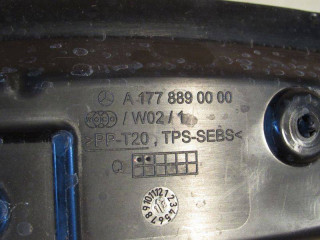 A 177 889 00 00
/ W02 / 1
>PP-T20, TPS-SEBS<